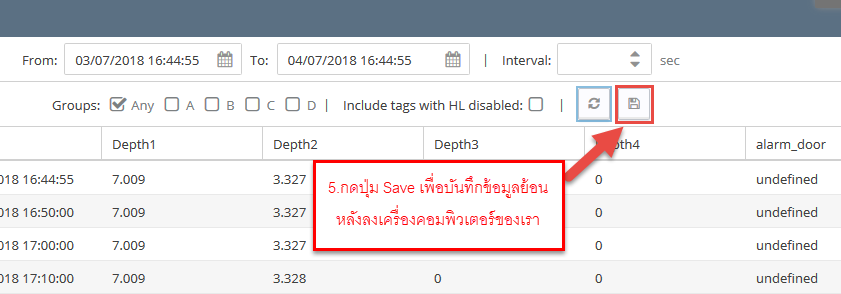 From: 03/07/2018 16:44:55 To: 04/07/2018 16:44:55 | Interval: sec
Groups: Any A B C D | Include tags with HL disabled: |
Depth1 Depth2 Depth3 pth4 alarm_door
018 16:44:55 7.009 3.327 0 undefined
5.กดปุ่ม Save เพื่อบันทึกข้อมูลย้อน
018 16:50:00 7.009 3.327 0 undefined
หลังลงเครื่องคอมพิวเตอร์ของเรา
018 17:00:00 7.009 3.327 0 undefined
018 17:10:00 7.009 3.328 0 0 undefined